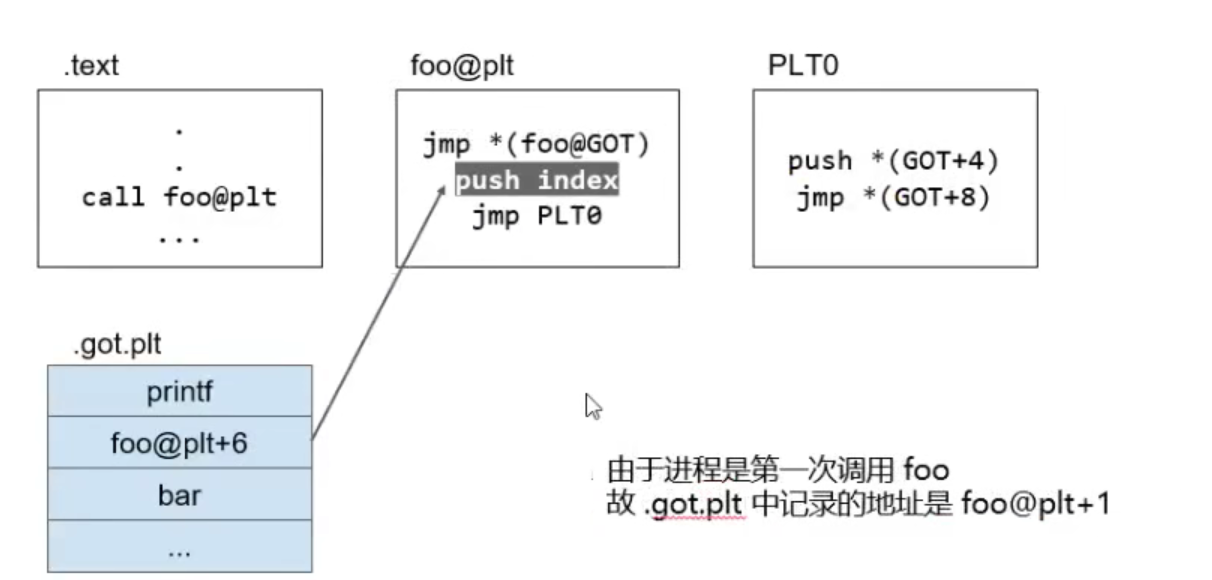 .text
.
.
call foo@plt
...
foo@plt
jmp *(foo@GOT)
push index
jmp PLT0
PLT0
push *(GOT+4)
jmp *(GOT+8)
.got.plt
printf
foo@plt+6
bar
...
由于进程是第一次调用 foo
故 .got.plt 中记录的地址是 foo@plt+1